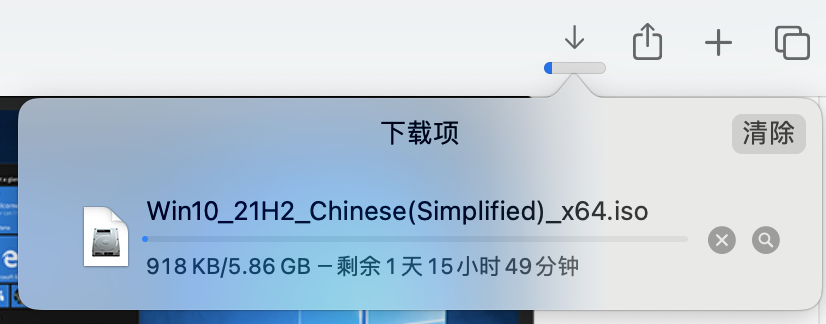 下载项
清除
Win10_21H2_Chinese(Simplified)_x64.iso
918 KB/5.86 GB – 剩余 1 天 15 小时 49 分钟